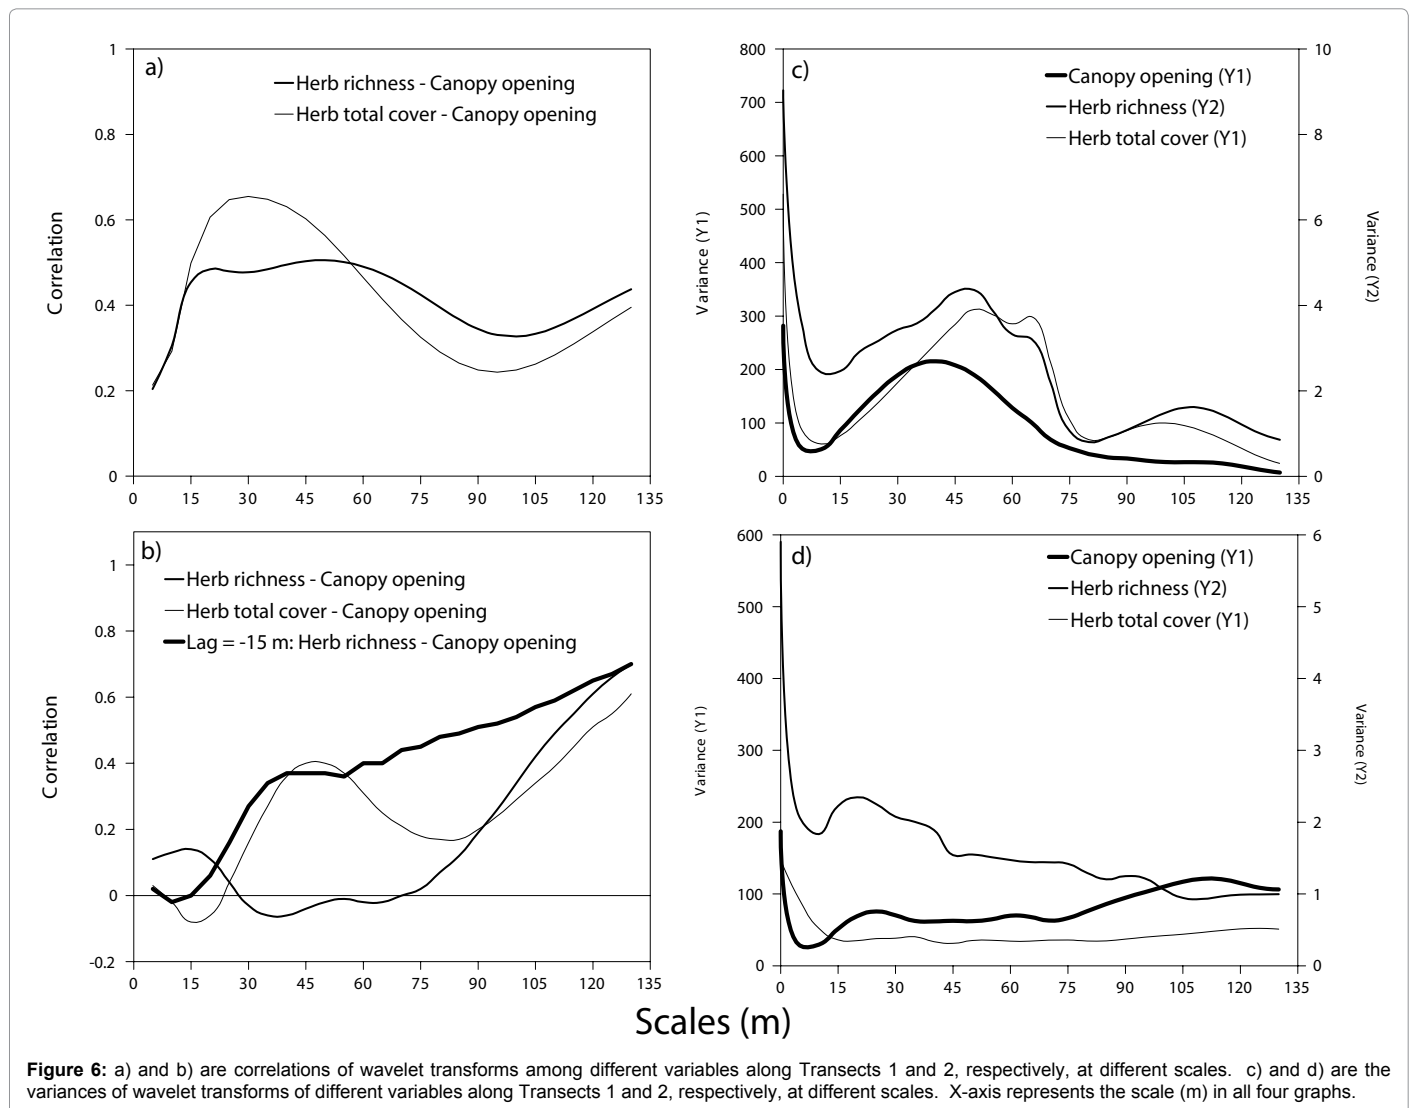 a)
Herb richness - Canopy opening
Herb total cover - Canopy opening
1
0.8
0.6
0.4
0.2
0
Correlation
0 15 30 45 60 75 90 105 120 135
c)
Canopy opening (Y1)
Herb richness (Y2)
Herb total cover (Y1)
800
700
600
500
400
300
200
100
0
Variance (Y1)
10
8
6
4
2
0
Variance (Y2)
0 15 30 45 60 75 90 105 120 135
b)
Herb richness - Canopy opening
Herb total cover - Canopy opening
Lag = -15 m: Herb richness - Canopy opening
1
0.8
0.6
0.4
0.2
0
-0.2
Correlation
0 15 30 45 60 75 90 105 120 135
d)
Canopy opening (Y1)
Herb richness (Y2)
Herb total cover (Y1)
600
500
400
300
200
100
0
Variance (Y1)
6
5
4
3
2
1
0
Variance (Y2)
0 15 30 45 60 75 90 105 120 135
Scales (m)
Figure 6: a) and b) are correlations of wavelet transforms among different variables along Transects 1 and 2, respectively, at different scales. c) and d) are the
variances of wavelet transforms of different variables along Transects 1 and 2, respectively, at different scales. X-axis represents the scale (m) in all four graphs.